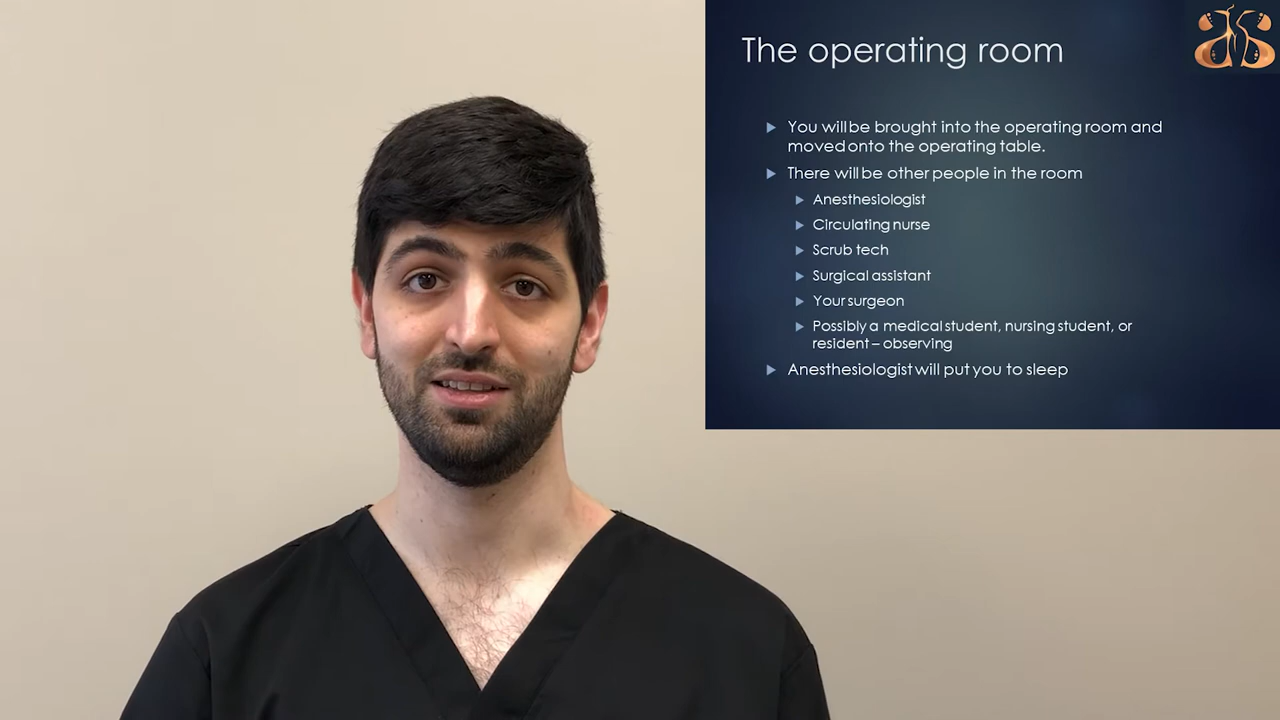 The operating room
You will be brought into the operating room and
moved onto the operating table.
There will be other people in the room
Anesthesiologist
Circulating nurse
Scrub tech
Surgical assistant
Your surgeon
Possibly a medical student, nursing student, or
resident – observing
Anesthesiologist will put you to sleep